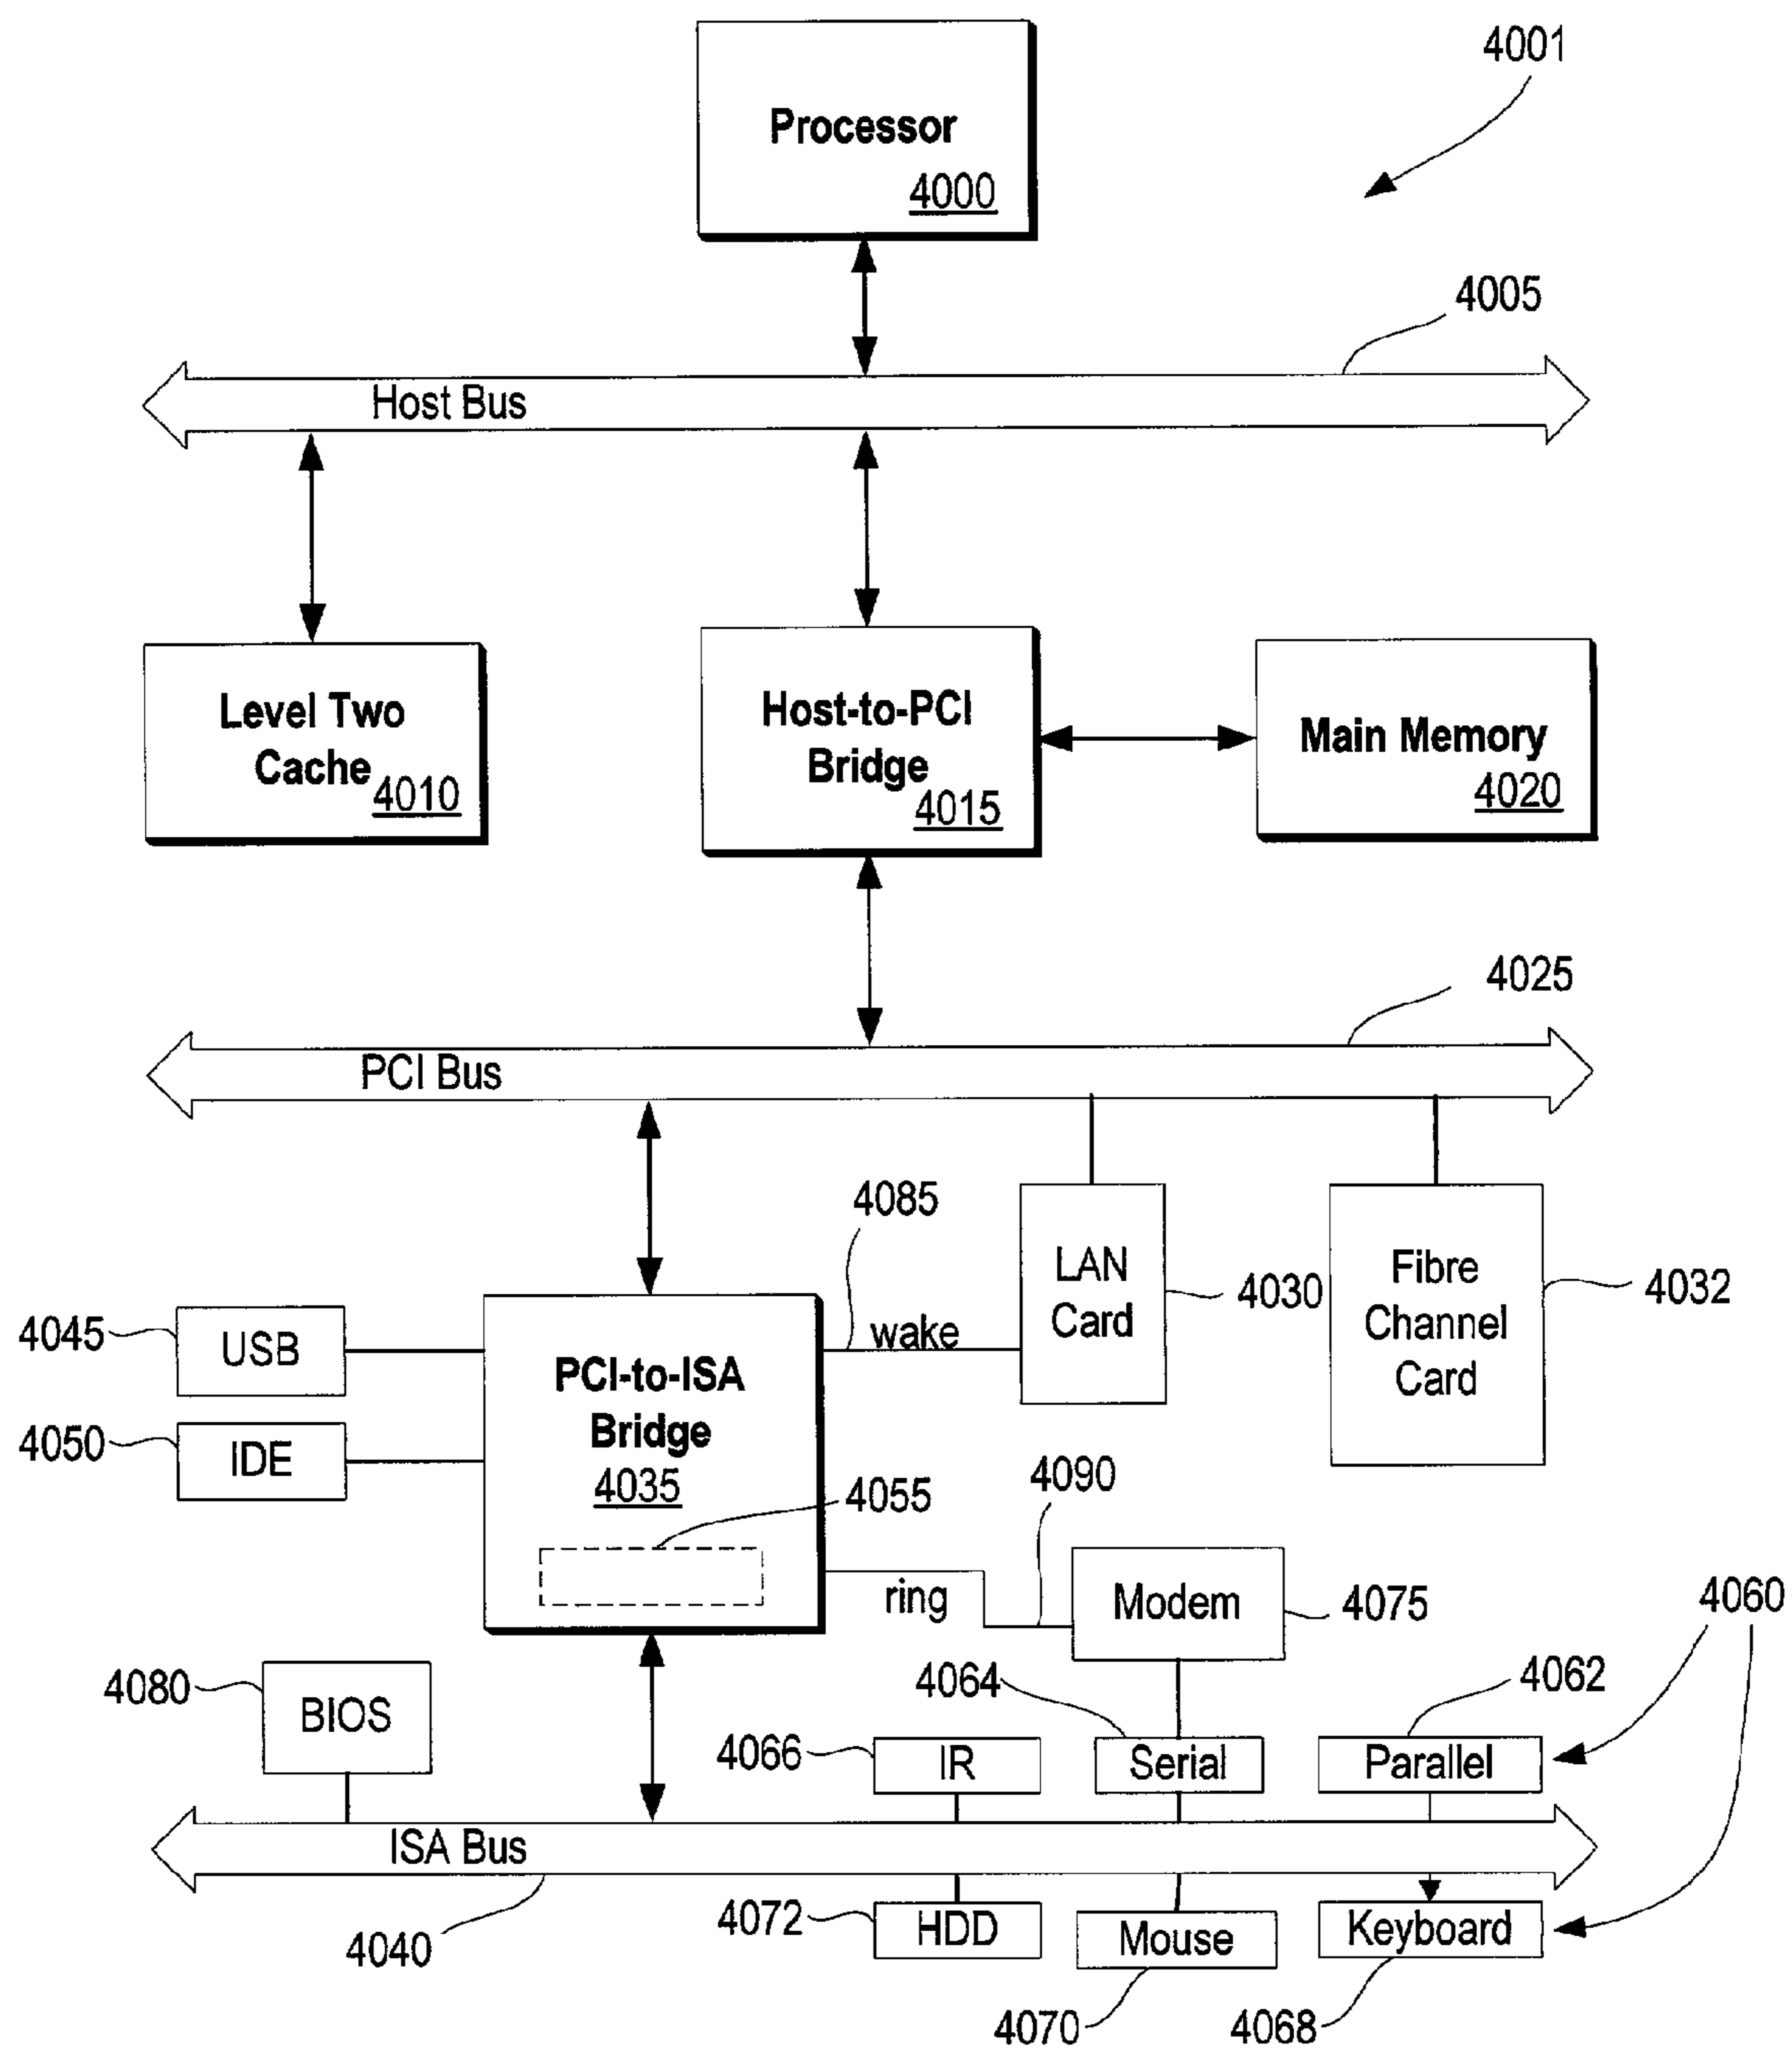 4001
Processor
4000
4005
Host Bus
Level Two
Cache
4010
Host-to-PCI
Bridge
4015
Main Memory
4020
4025
PCI Bus
4085
LAN
Card
4030
Fibre
Channel
Card
4032
4045
USB
wake
PCI-to-ISA
Bridge
4035
4050
IDE
4055
4090
ring
Modem
4075
4060
4080
BIOS
4064
4062
4066
IR
Serial
Parallel
ISA Bus
4040
4072
HDD
Mouse
Keyboard
4070
4068